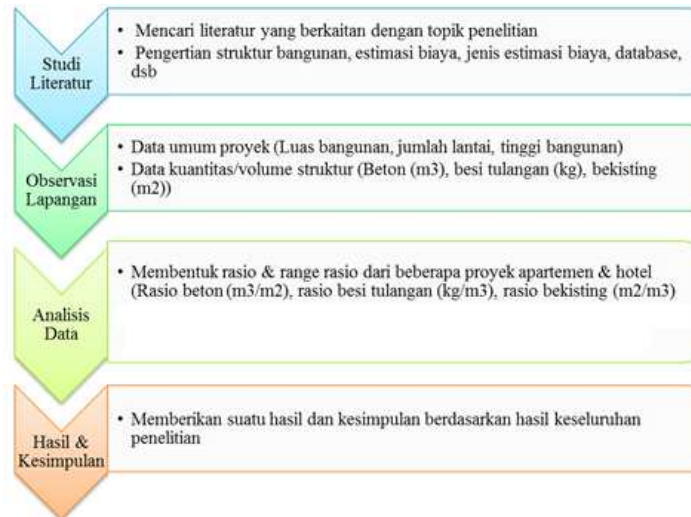 Studi
Literatur
• Mencari literatur yang berkaitan dengan topik penelitian
• Pengertian struktur bangunan, estimasi biaya, jenis estimasi biaya, database,
dsb
Observasi
Lapangan
• Data umum proyek (Luas bangunan, jumlah lantai, tinggi bangunan)
• Data kuantitas/volume struktur (Beton (m3), besi tulangan (kg), bekisting
(m2))
Analisis
Data
• Membentuk rasio & range rasio dari beberapa proyek apartemen & hotel
(Rasio beton (m3/m2), rasio besi tulangan (kg/m3), rasio bekisting (m2/m3)
Hasil &
Kesimpulan
• Memberikan suatu hasil dan kesimpulan berdasarkan hasil keseluruhan
penelitian